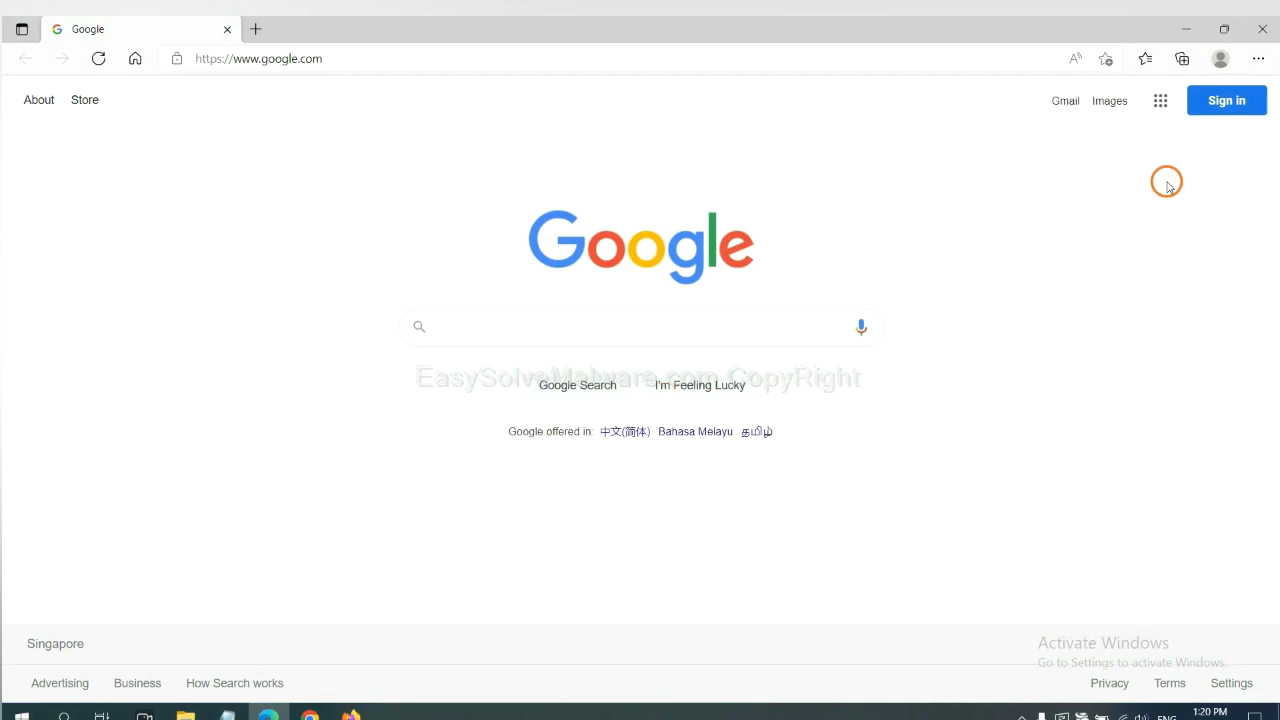 Google
https://www.google.com
About Store
Gmail Images Sign in
Google
EasySolveMalware.com CopyRight
Google Search I'm Feeling Lucky
Google offered in: 中文(简体) Bahasa Melayu தமிழ்
Singapore
Activate Windows
Go to Settings to activate Windows.
Advertising Business How Search works
Privacy Terms Settings
1:20 PM
ENG